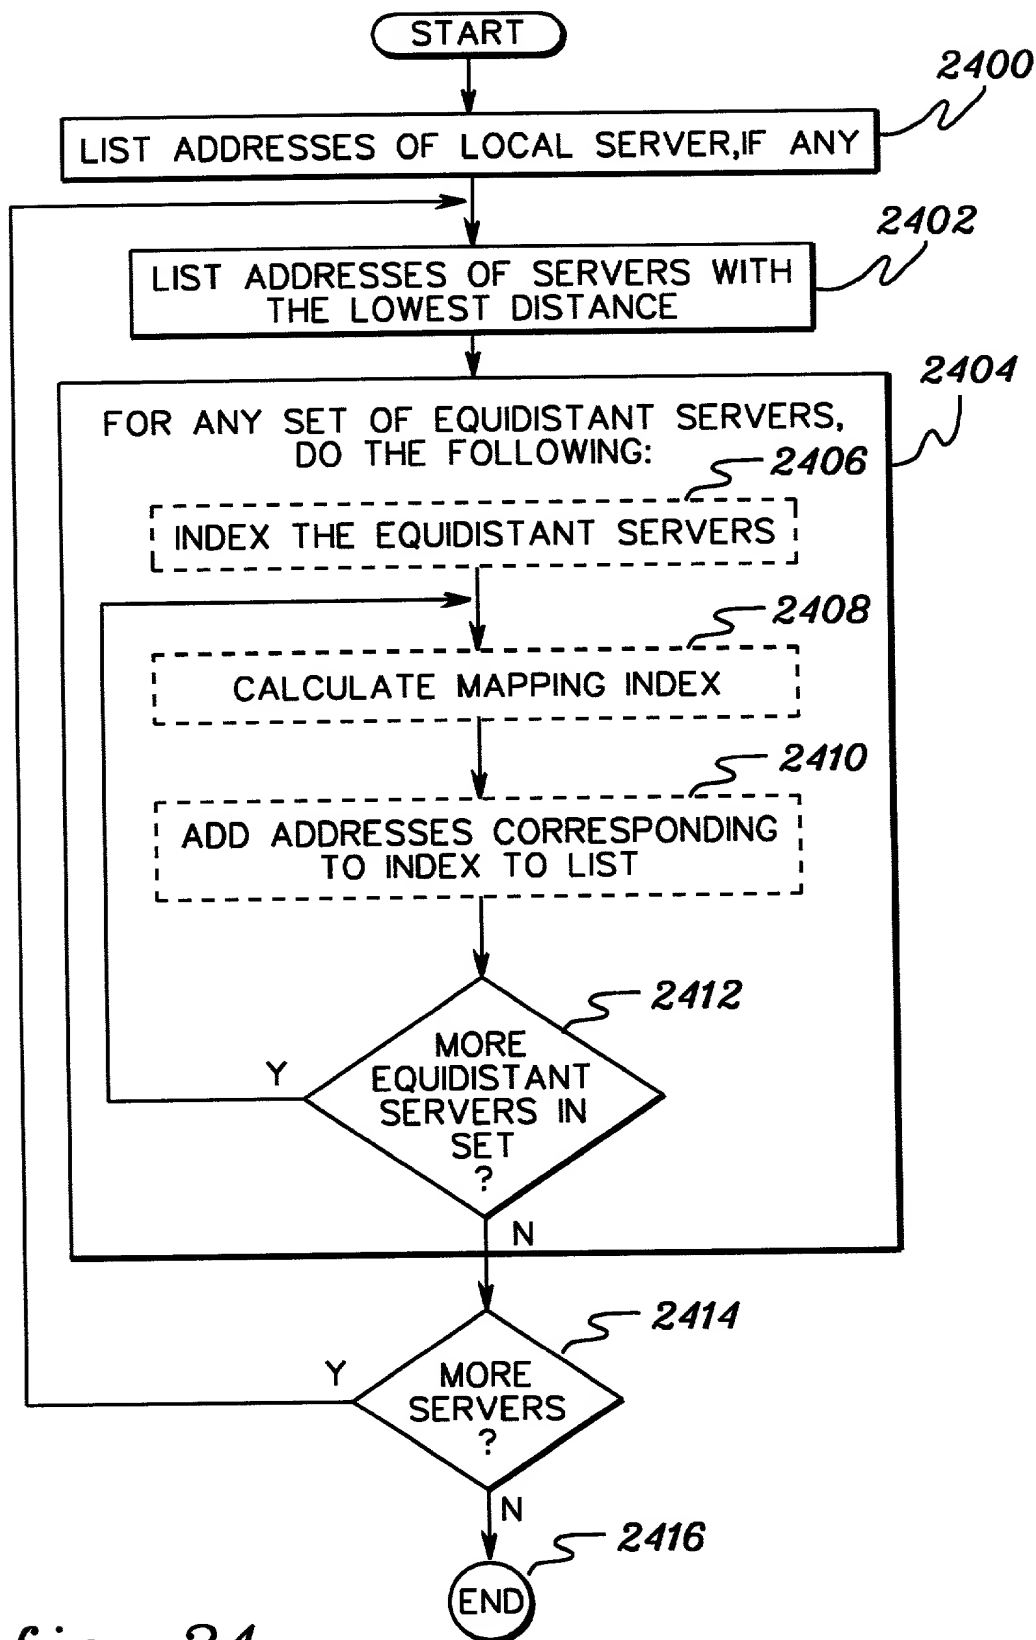 START
2400
LIST ADDRESSES OF LOCAL SERVER,IF ANY
2402
LIST ADDRESSES OF SERVERS WITH
THE LOWEST DISTANCE
2404
FOR ANY SET OF EQUIDISTANT SERVERS,
DO THE FOLLOWING:
2406
INDEX THE EQUIDISTANT SERVERS
2408
CALCULATE MAPPING INDEX
2410
ADD ADDRESSES CORRESPONDING
TO INDEX TO LIST
2412
MORE
EQUIDISTANT
SERVERS IN
SET
?
Y
N
2414
MORE
SERVERS
?
Y
N
2416
END
fig. 24